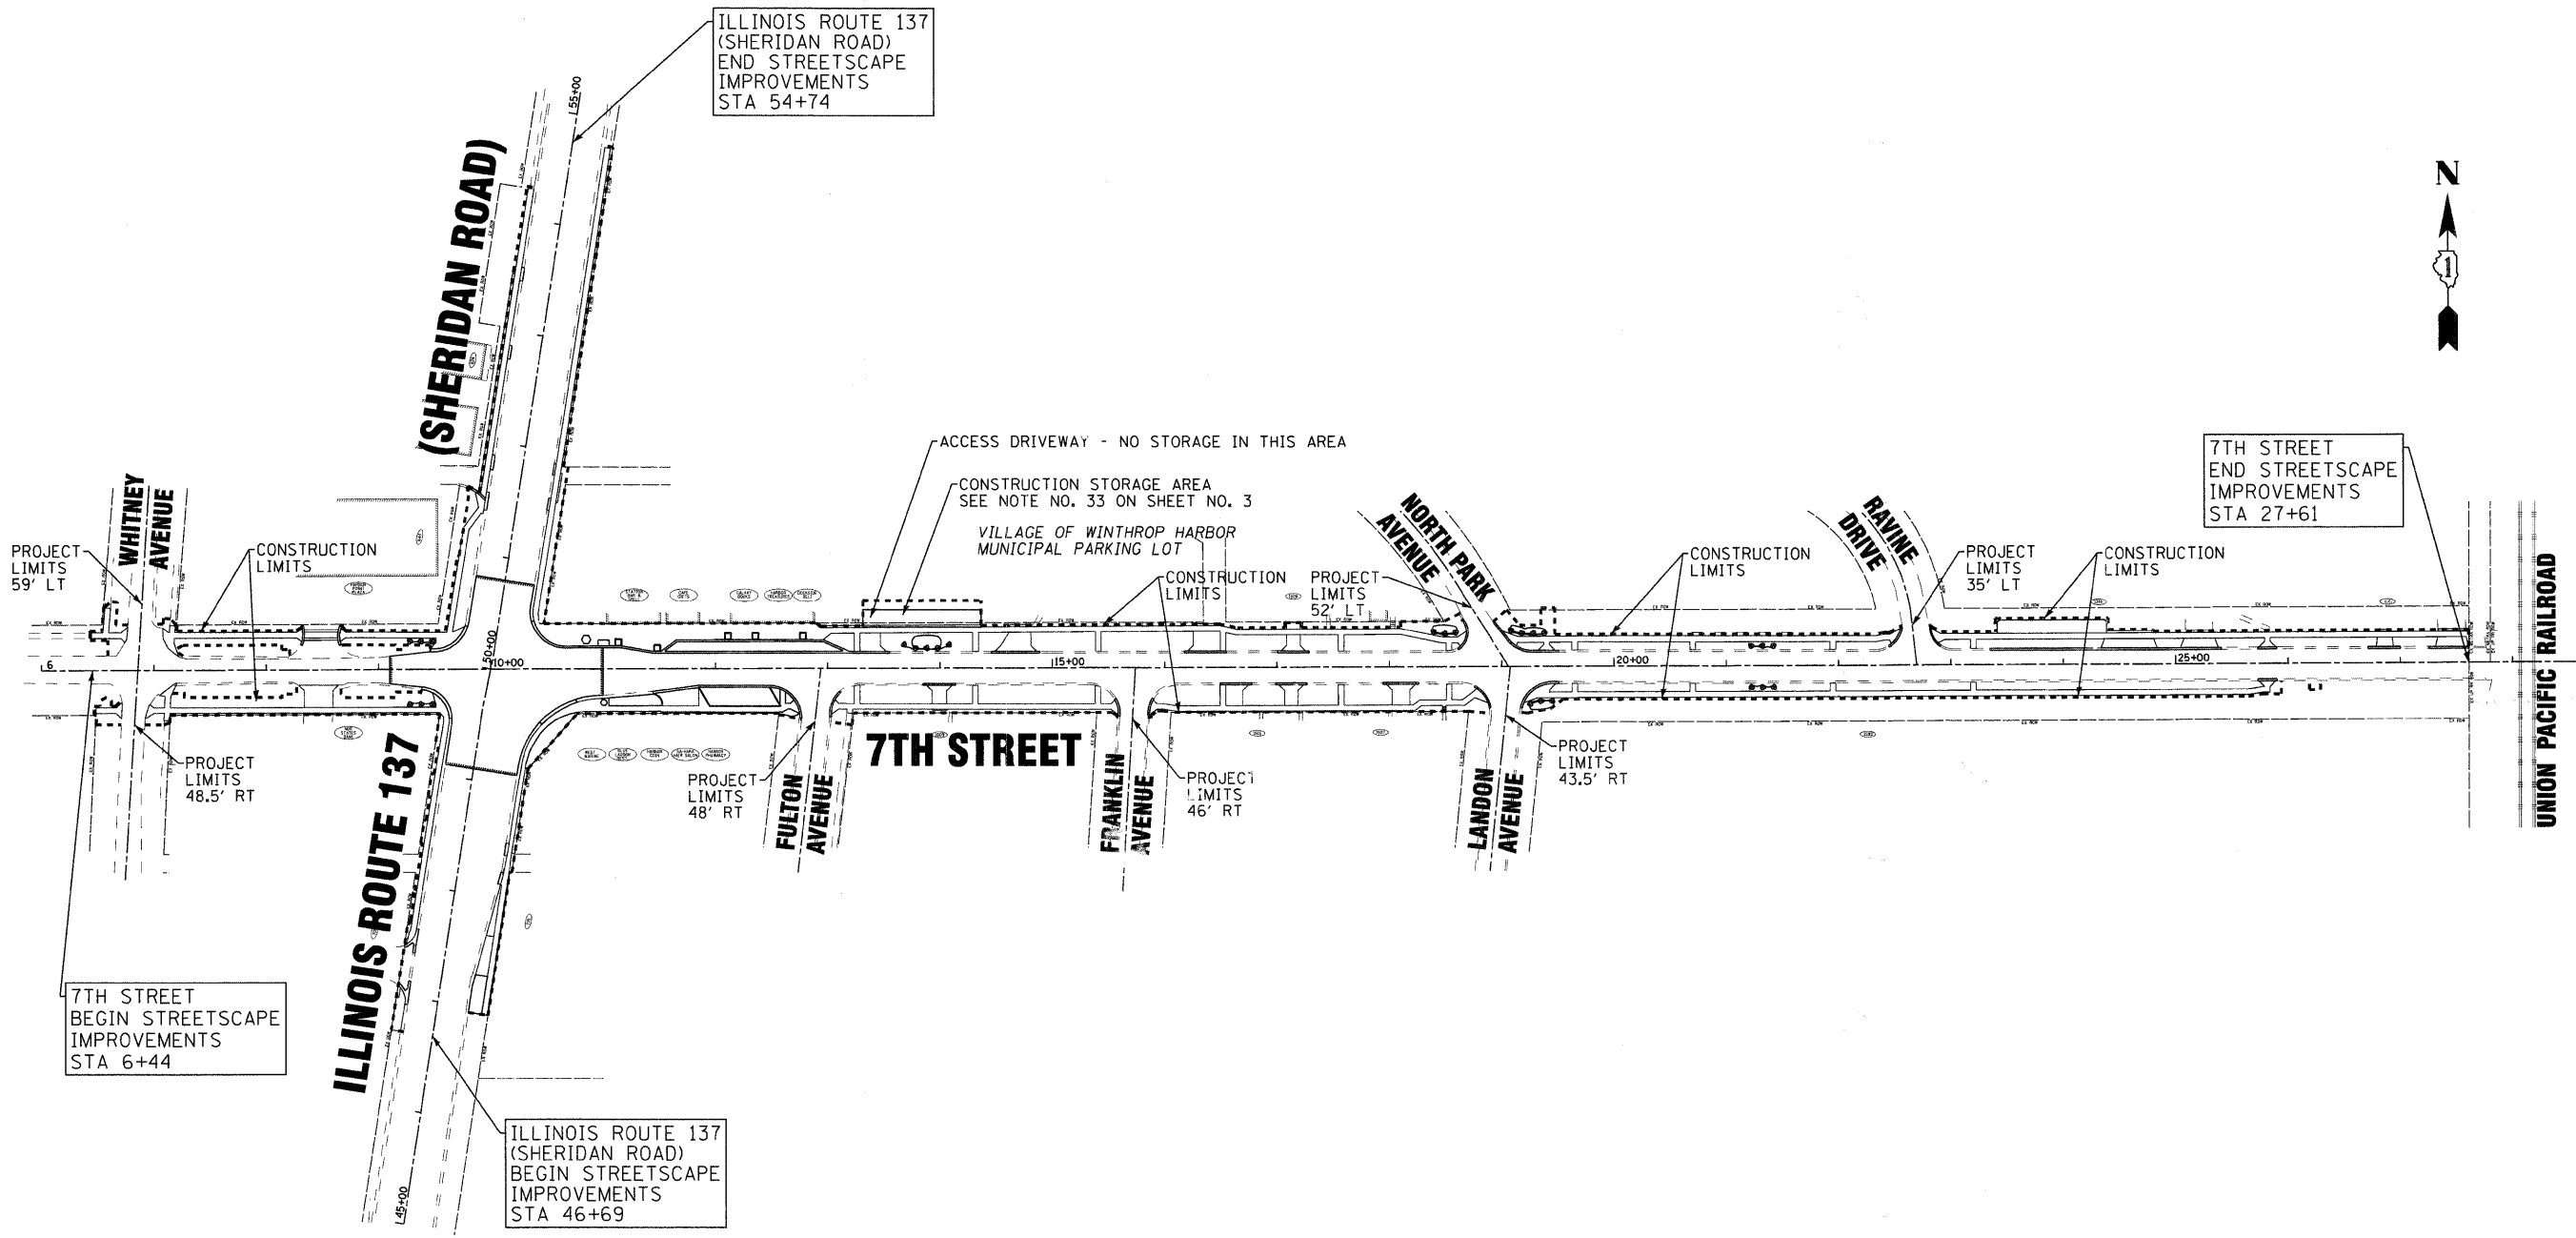 ILLINOIS ROUTE 137
(SHERIDAN ROAD)
END STREETSCAPE
IMPROVEMENTS
STA 54+74
55+00
(SHERIDAN ROAD)
N
ACCESS DRIVEWAY - NO STORAGE IN THIS AREA
CONSTRUCTION STORAGE AREA
SEE NOTE NO. 33 ON SHEET NO. 3
VILLAGE OF WINTHROP HARBOR
MUNICIPAL PARKING LOT
7TH STREET
END STREETSCAPE
IMPROVEMENTS
STA 27+61
WHITNEY
AVENUE
NORTH PARK
AVENUE
RAVINE
DRIVE
PROJECT
LIMITS
59' LT
CONSTRUCTION
LIMITS
CONSTRUCTION
LIMITS
PROJECT
LIMITS
52' LT
CONSTRUCTION
LIMITS
PROJECT
LIMITS
35' LT
CONSTRUCTION
LIMITS
UNION PACIFIC RAILROAD
6
50+00
10+00
15+00
20+00
25+00
PROJECT
LIMITS
48.5' RT
ILLINOIS ROUTE 137
PROJECT
LIMITS
48' RT
FULTON
AVENUE
7TH STREET
FRANKLIN
AVENUE
PROJECT
LIMITS
46' RT
LANDON
AVENUE
PROJECT
LIMITS
43.5' RT
7TH STREET
BEGIN STREETSCAPE
IMPROVEMENTS
STA 6+44
ILLINOIS ROUTE 137
(SHERIDAN ROAD)
BEGIN STREETSCAPE
IMPROVEMENTS
STA 46+69
45+00